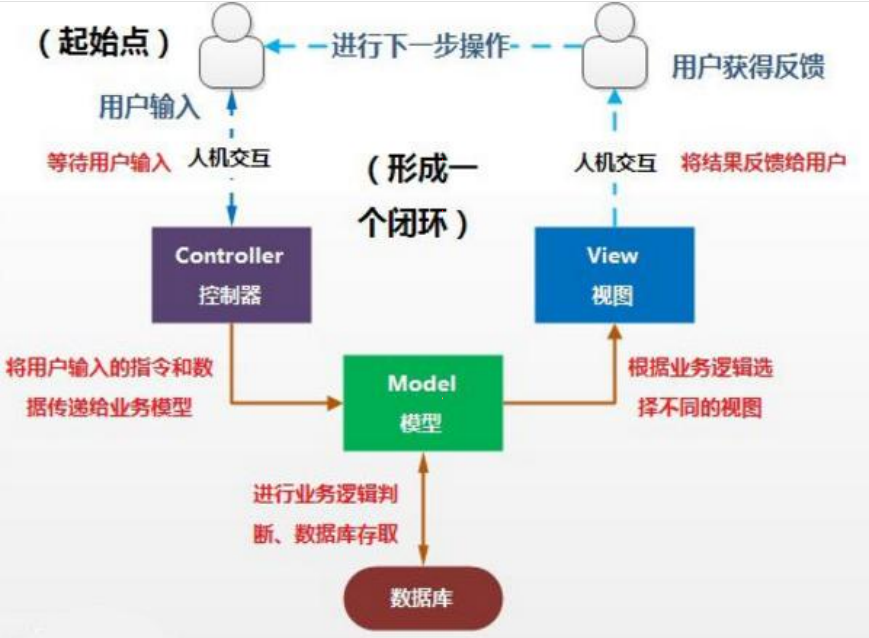 （起始点）
进行下一步操作
用户获得反馈
用户输入
等待用户输入
人机交互
（形成一
个闭环）
人机交互
将结果反馈给用户
Controller
控制器
View
视图
将用户输入的指令和数
据传递给业务模型
Model
模型
根据业务逻辑选
择不同的视图
进行业务逻辑判
断、数据库存取
数据库